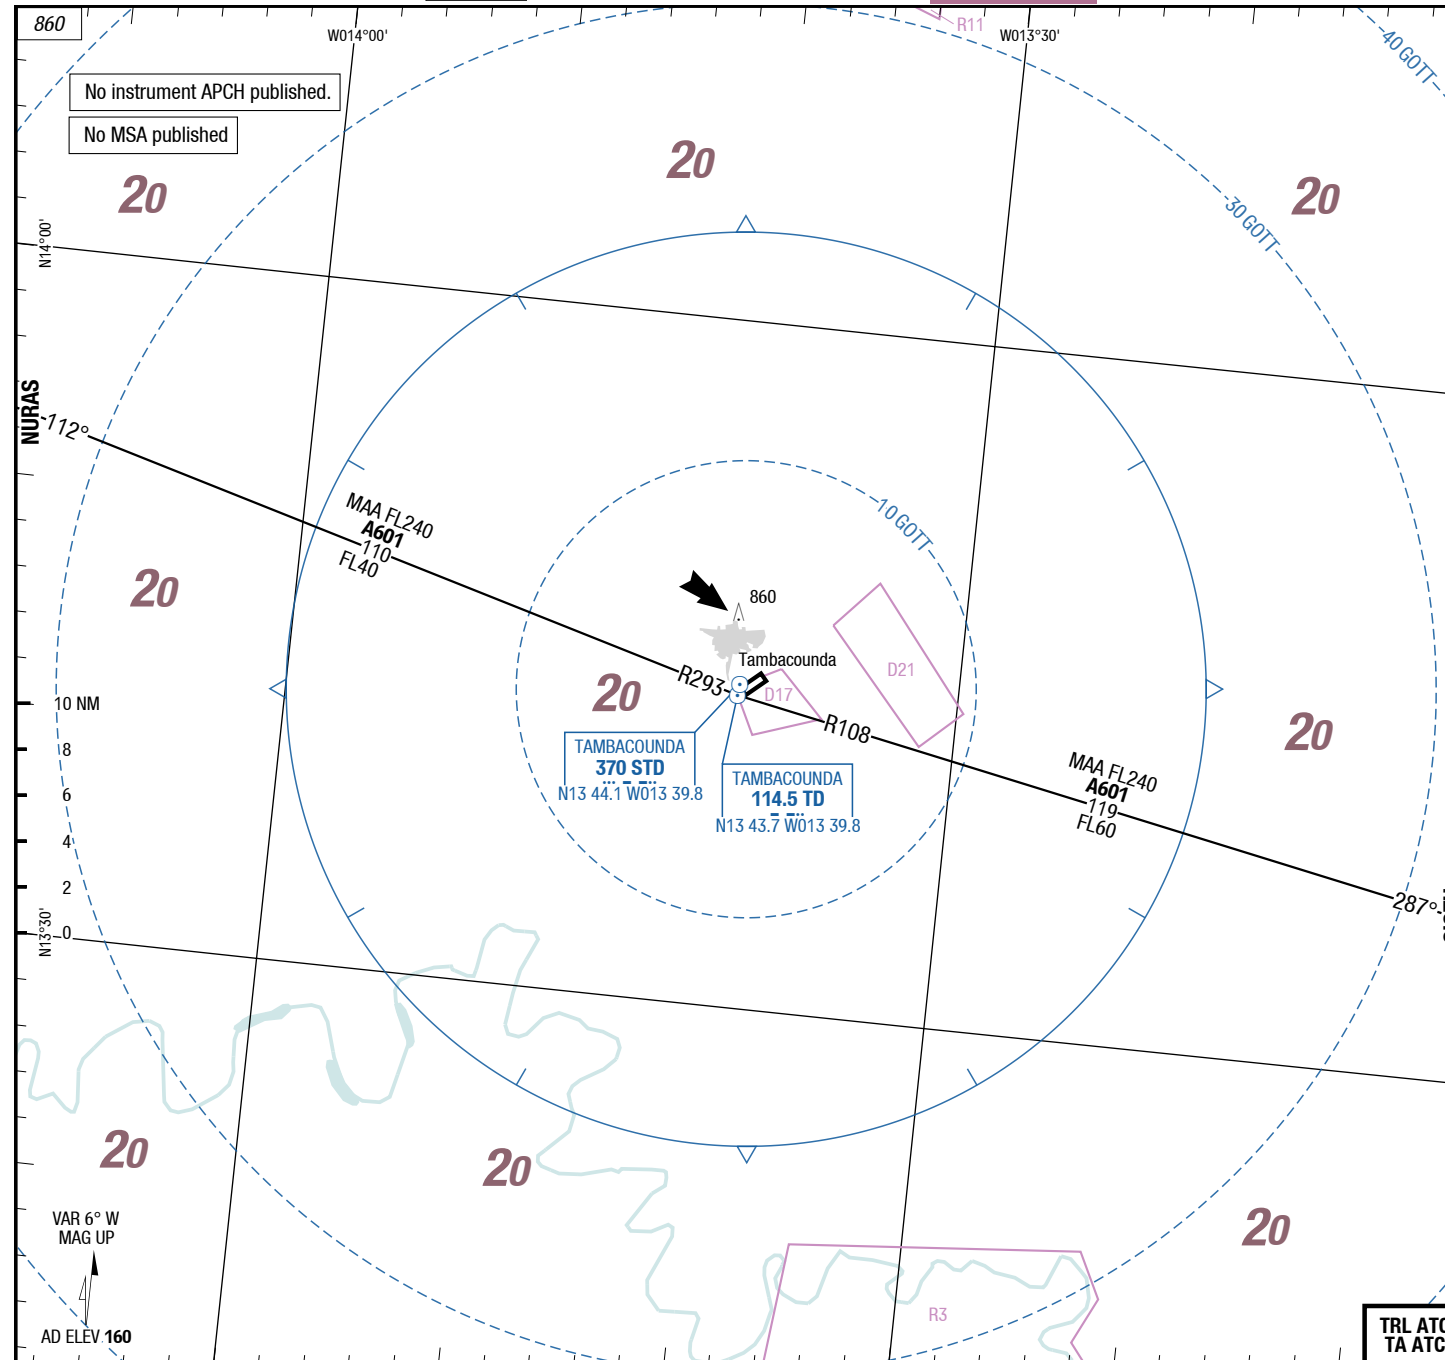 860
W014°00'
R11
W013°30'
40 GOTT
No instrument APCH published.
No MSA published
20
20
20
30 GOTT
N14°00'
NURAS
112°
MAA FL240
A601
110
FL40
10 GOTT
860
20
Tambacounda
R293
D17
D21
20
R108
20
10 NM
8
6
4
2
0
TAMBACOUNDA
370 STD
N13 44.1 W013 39.8
TAMBACOUNDA
114.5 TD
N13 43.7 W013 39.8
MAA FL240
A601
119
FL60
287°
N13°30'
20
20
20
VAR 6° W
MAG UP
AD ELEV 160
R3
TRL ATC
TA ATC